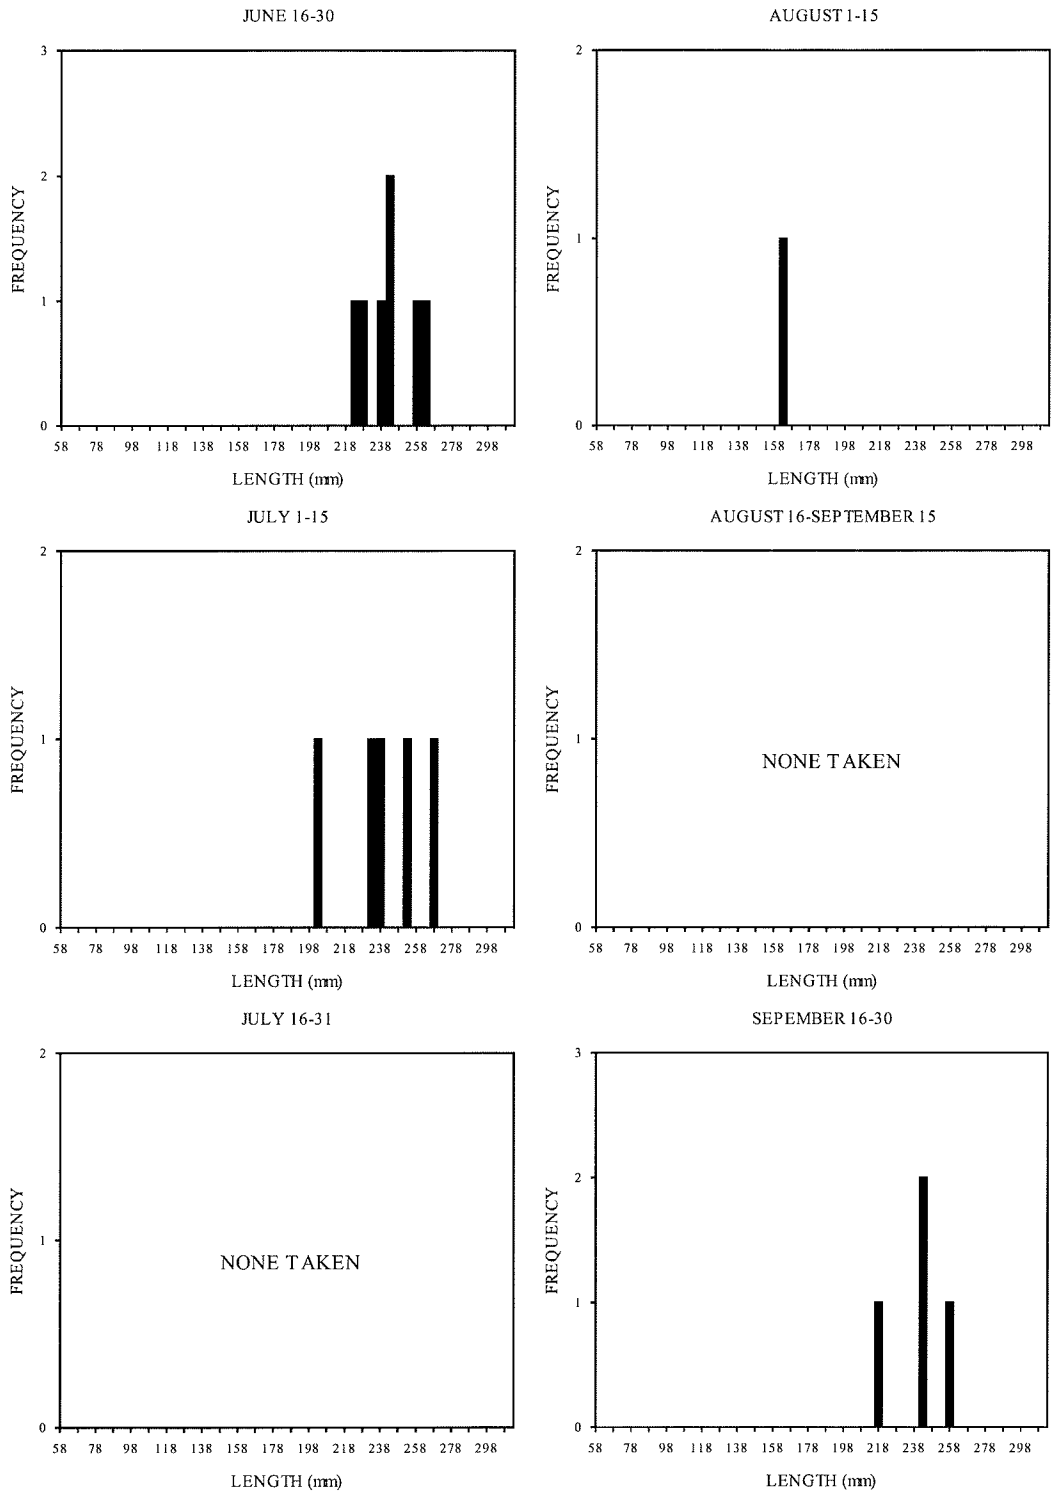 JUNE 16-30
3
2
1
0
FREQUENCY
58 78 98 118 138 158 178 198 218 238 258 278 298
LENGTH (mm)
AUGUST 1-15
2
1
0
FREQUENCY
58 78 98 118 138 158 178 198 218 238 258 278 298
LENGTH (mm)
JULY 1-15
2
1
0
FREQUENCY
58 78 98 118 138 158 178 198 218 238 258 278 298
LENGTH (mm)
AUGUST 16-SEPTEMBER 15
2
1
0
FREQUENCY
NONE TAKEN
58 78 98 118 138 158 178 198 218 238 258 278 298
LENGTH (mm)
JULY 16-31
2
1
0
FREQUENCY
NONE TAKEN
58 78 98 118 138 158 178 198 218 238 258 278 298
LENGTH (mm)
SEPEMBER 16-30
3
2
1
0
FREQUENCY
58 78 98 118 138 158 178 198 218 238 258 278 298
LENGTH (mm)